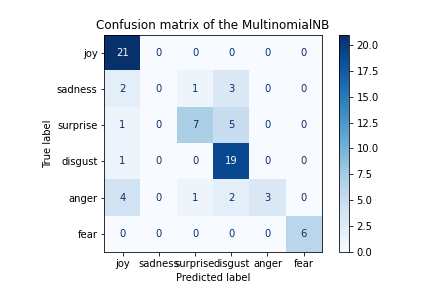 Confusion matrix of the MultinomialNB
joy 21 0 0 0 0 0
sadness 2 0 1 3 0 0
surprise 1 0 7 5 0 0
disgust 1 0 0 19 0 0
anger 4 0 1 2 3 0
fear 0 0 0 0 0 6
joy sadness surprise disgust anger fear
True label
Predicted label
20.0
17.5
15.0
12.5
10.0
7.5
5.0
2.5
0.0